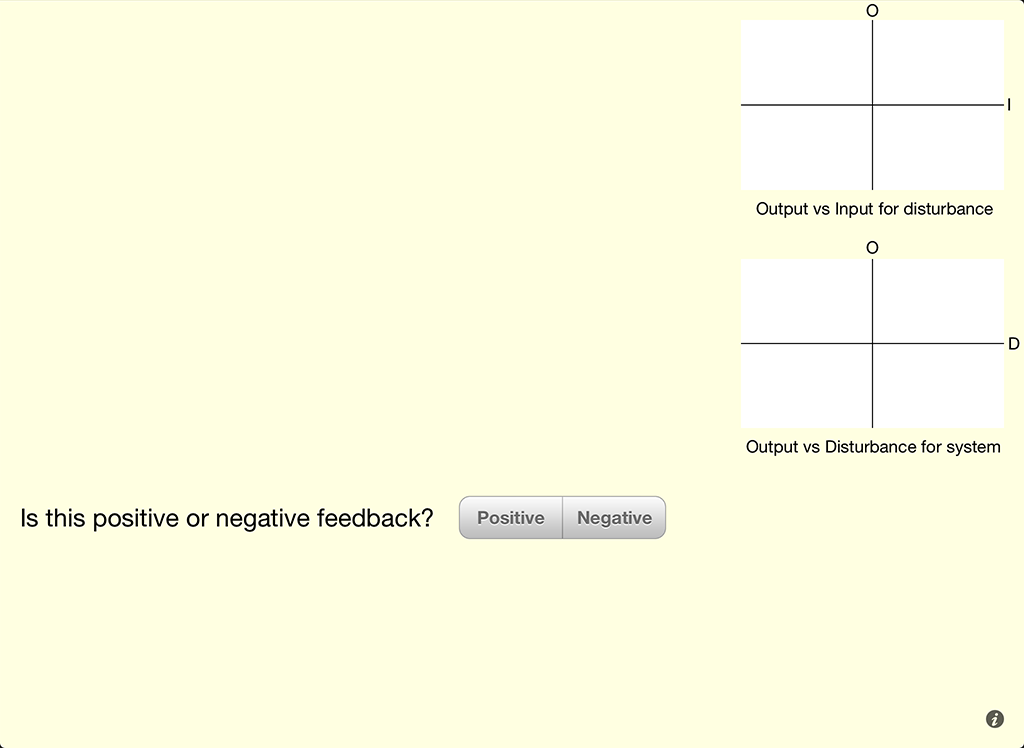 O
I
Output vs Input for disturbance
O
D
Output vs Disturbance for system
Is this positive or negative feedback?
Positive
Negative
i